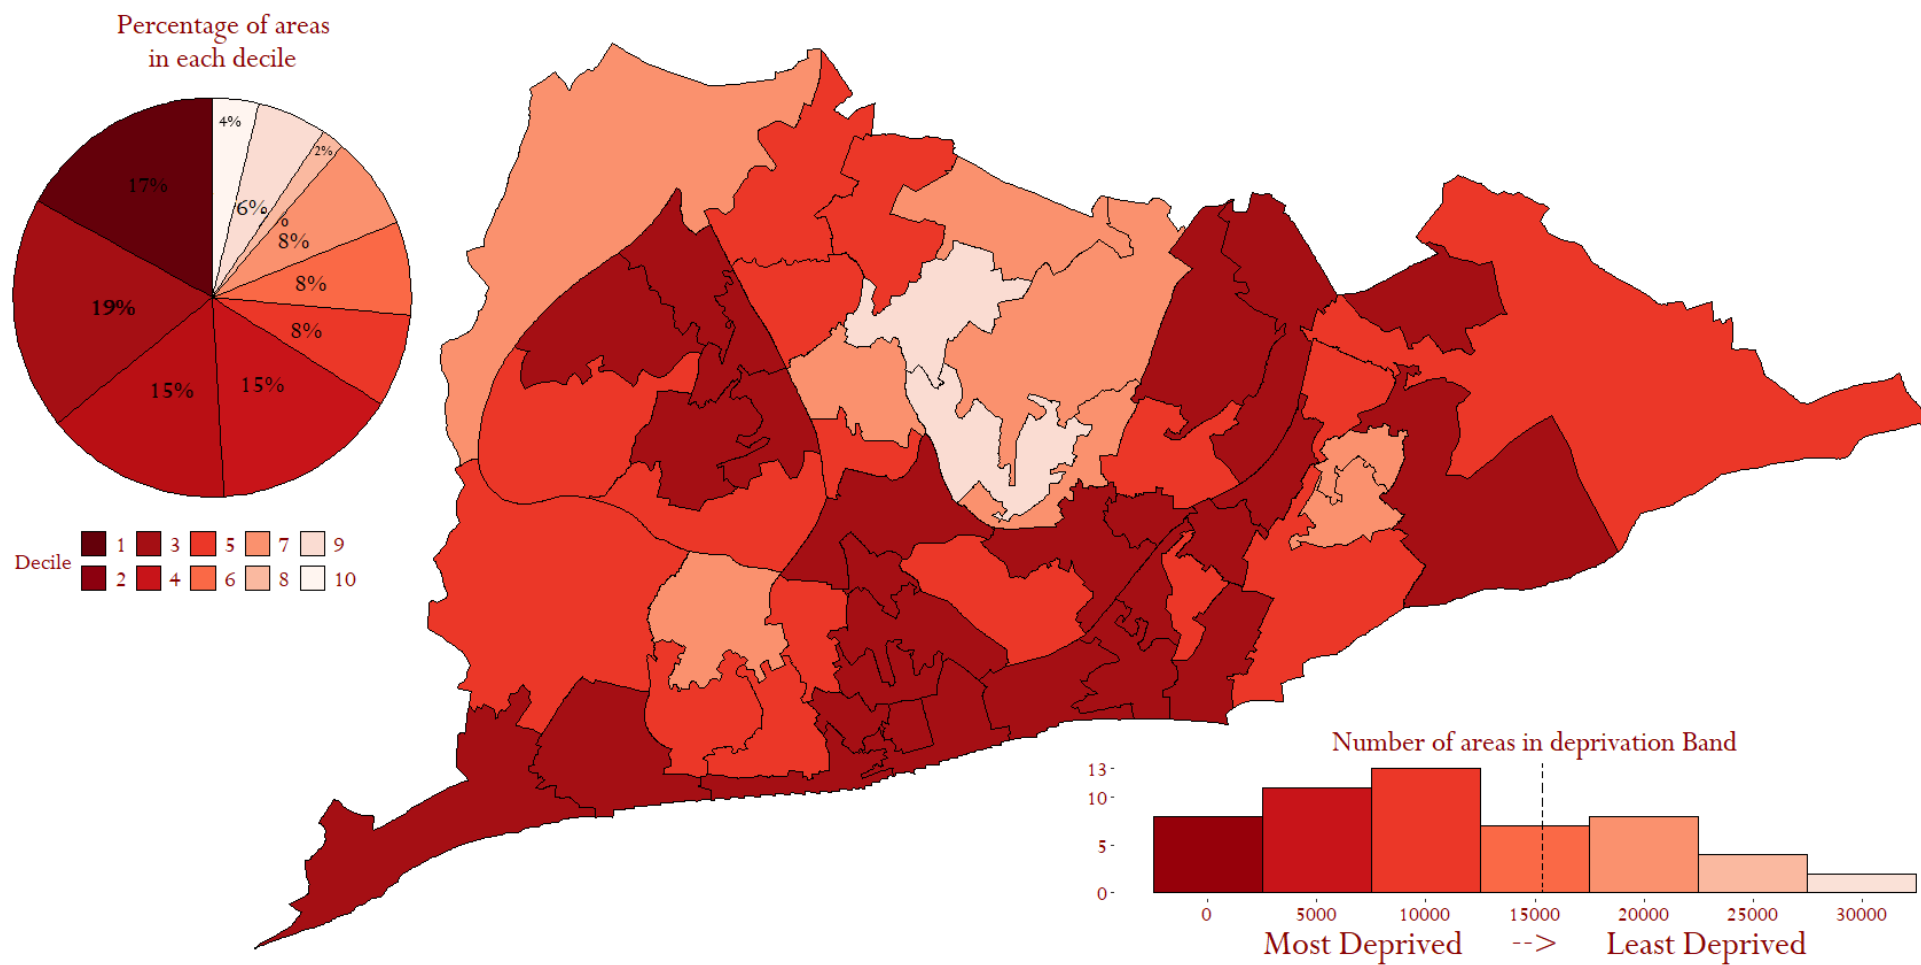 Percentage of areas
in each decile
4%
2%
17%
6%
8%
8%
19%
8%
15%
15%
Decile
1 3 5 7 9
2 4 6 8 10
Number of areas in deprivation Band
13
10
5
0
0 5000 10000 15000 20000 25000 30000
Most Deprived --> Least Deprived